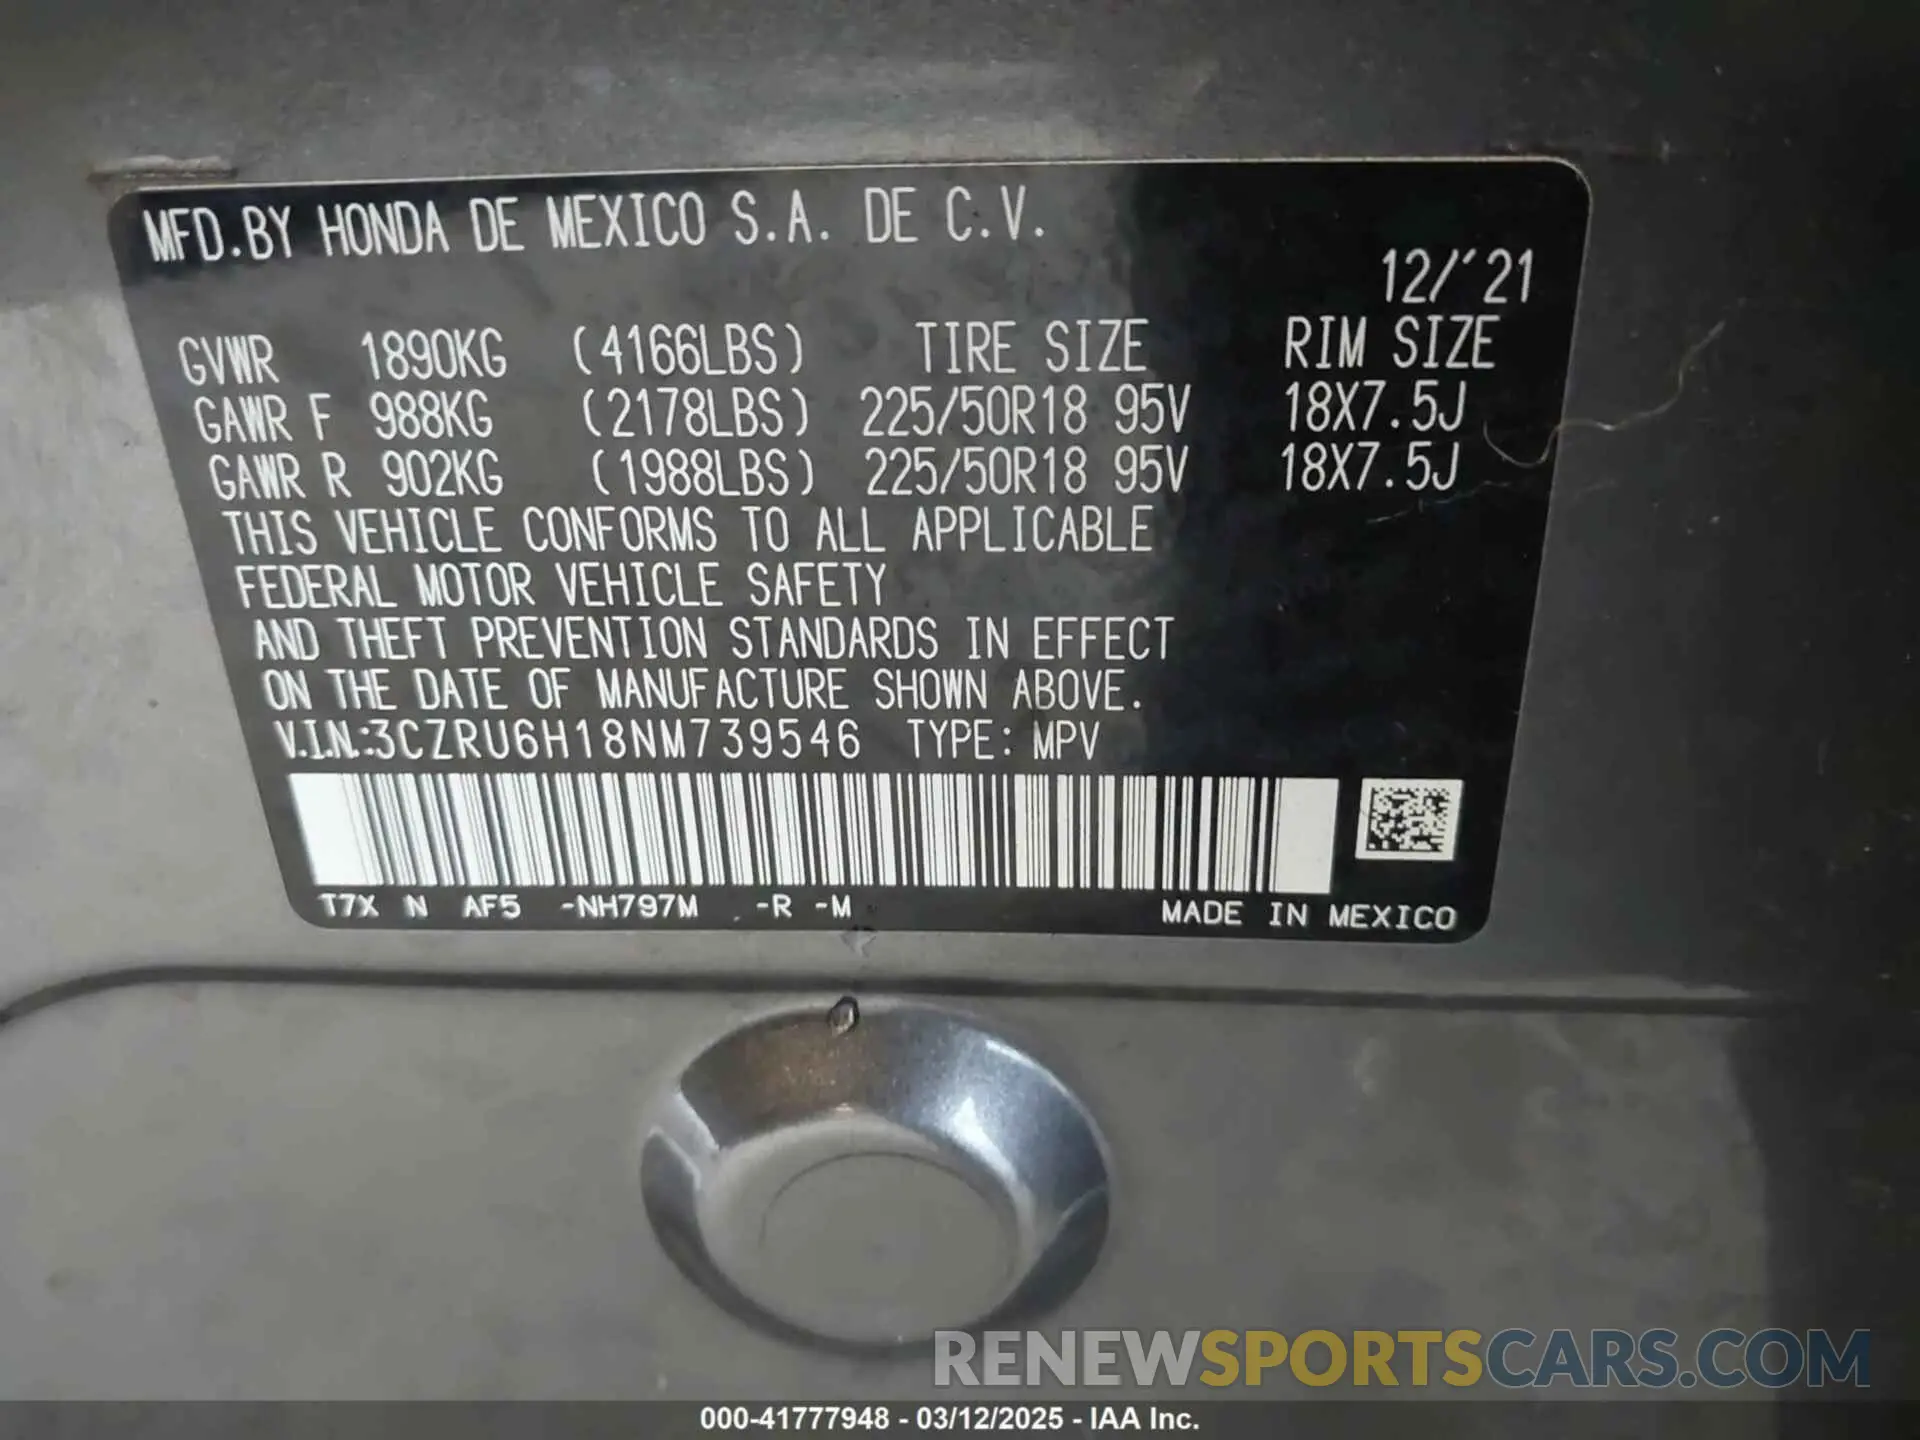 MFD.BY HONDA DE MEXICO S.A. DE C.V.
12/'21
GVWR 1890KG (4166LBS) TIRE SIZE RIM SIZE
GAWR F 988KG (2178LBS) 225/50R18 95V 18X7.5J
GAWR R 902KG (1988LBS) 225/50R18 95V 18X7.5J
THIS VEHICLE CONFORMS TO ALL APPLICABLE
FEDERAL MOTOR VEHICLE SAFETY
AND THEFT PREVENTION STANDARDS IN EFFECT
ON THE DATE OF MANUFACTURE SHOWN ABOVE.
V.I.N.:3CZRU6H18NM739546 TYPE: MPV
T7X N AF5 -NH797M -R -M MADE IN MEXICO
RENEWSPORTSCARS.COM
000-41777948 - 03/12/2025 - IAA Inc.